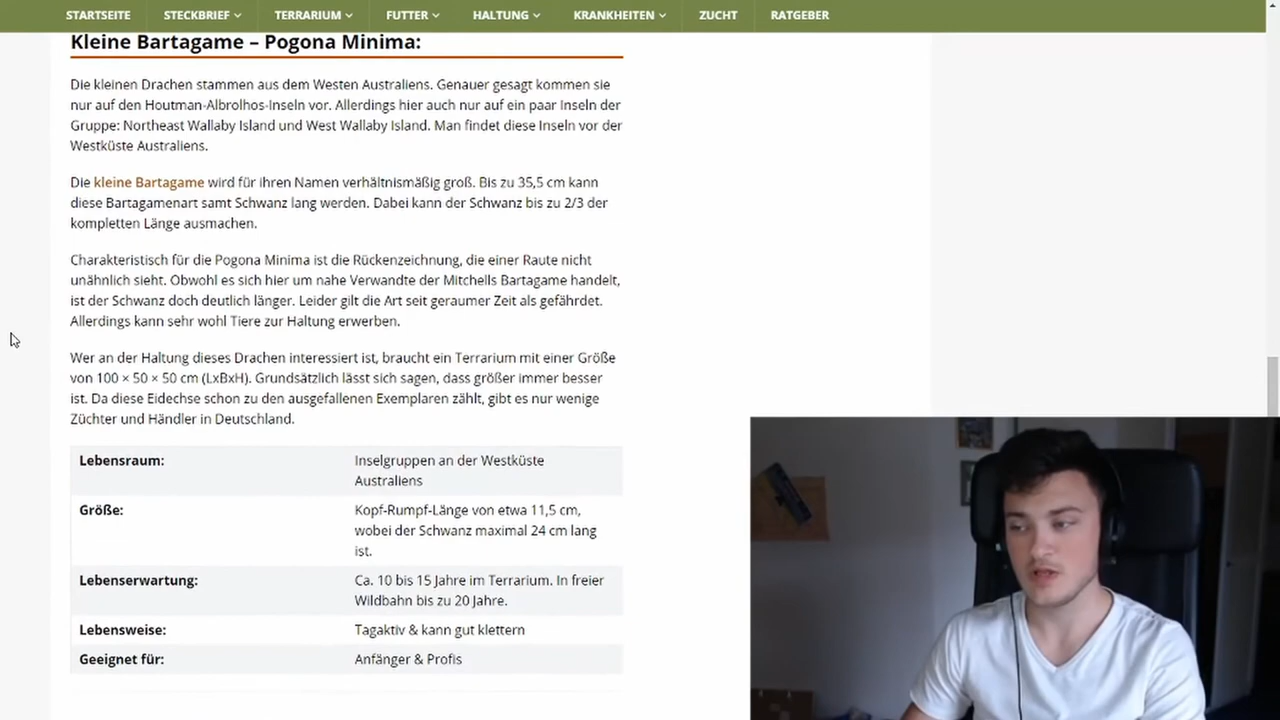 STARTSEITE STECKBRIEF TERRARIUM FUTTER HALTUNG KRANKHEITEN ZUCHT RATGEBER
Kleine Bartagame – Pogona Minima:
Die kleinen Drachen stammen aus dem Westen Australiens. Genauer gesagt kommen sie
nur auf den Houtman-Albrolhos-Inseln vor. Allerdings hier auch nur auf ein paar Inseln der
Gruppe: Northeast Wallaby Island und West Wallaby Island. Man findet diese Inseln vor der
Westküste Australiens.
Die kleine Bartagame wird für ihren Namen verhältnismäßig groß. Bis zu 35,5 cm kann
diese Bartagamenart samt Schwanz lang werden. Dabei kann der Schwanz bis zu 2/3 der
kompletten Länge ausmachen.
Charakteristisch für die Pogona Minima ist die Rückenzeichnung, die einer Raute nicht
unähnlich sieht. Obwohl es sich hier um nahe Verwandte der Mitchells Bartagame handelt,
ist der Schwanz doch deutlich länger. Leider gilt die Art seit geraumer Zeit als gefährdet.
Allerdings kann sehr wohl Tiere zur Haltung erwerben.
Wer an der Haltung dieses Drachen interessiert ist, braucht ein Terrarium mit einer Größe
von 100 × 50 × 50 cm (LxBxH). Grundsätzlich lässt sich sagen, dass größer immer besser
ist. Da diese Eidechse schon zu den ausgefallenen Exemplaren zählt, gibt es nur wenige
Züchter und Händler in Deutschland.
Lebensraum: Inselgruppen an der Westküste
Australiens
Größe: Kopf-Rumpf-Länge von etwa 11,5 cm,
wobei der Schwanz maximal 24 cm lang
ist.
Lebenserwartung: Ca. 10 bis 15 Jahre im Terrarium. In freier
Wildbahn bis zu 20 Jahre.
Lebensweise: Tagaktiv & kann gut klettern
Geeignet für: Anfänger & Profis